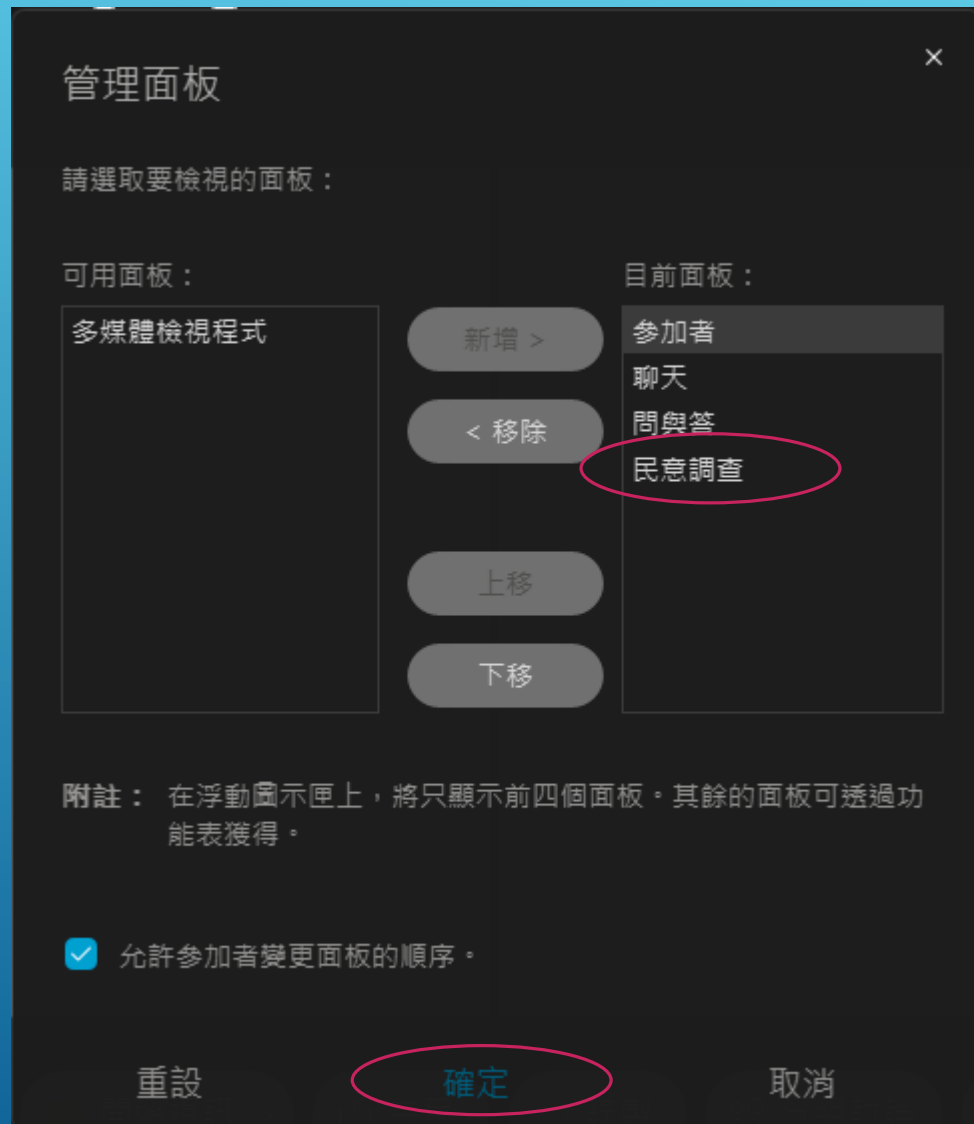 管理面板
請選取要檢視的面板：
可用面板：
多媒體檢視程式
新增 >
< 移除
上移
下移
目前面板：
參加者
聊天
問與答
民意調查
附註： 在浮動圖示匣上，將只顯示前四個面板。其餘的面板可透過功
能表獲得。
允許參加者變更面板的順序。
重設
確定
取消